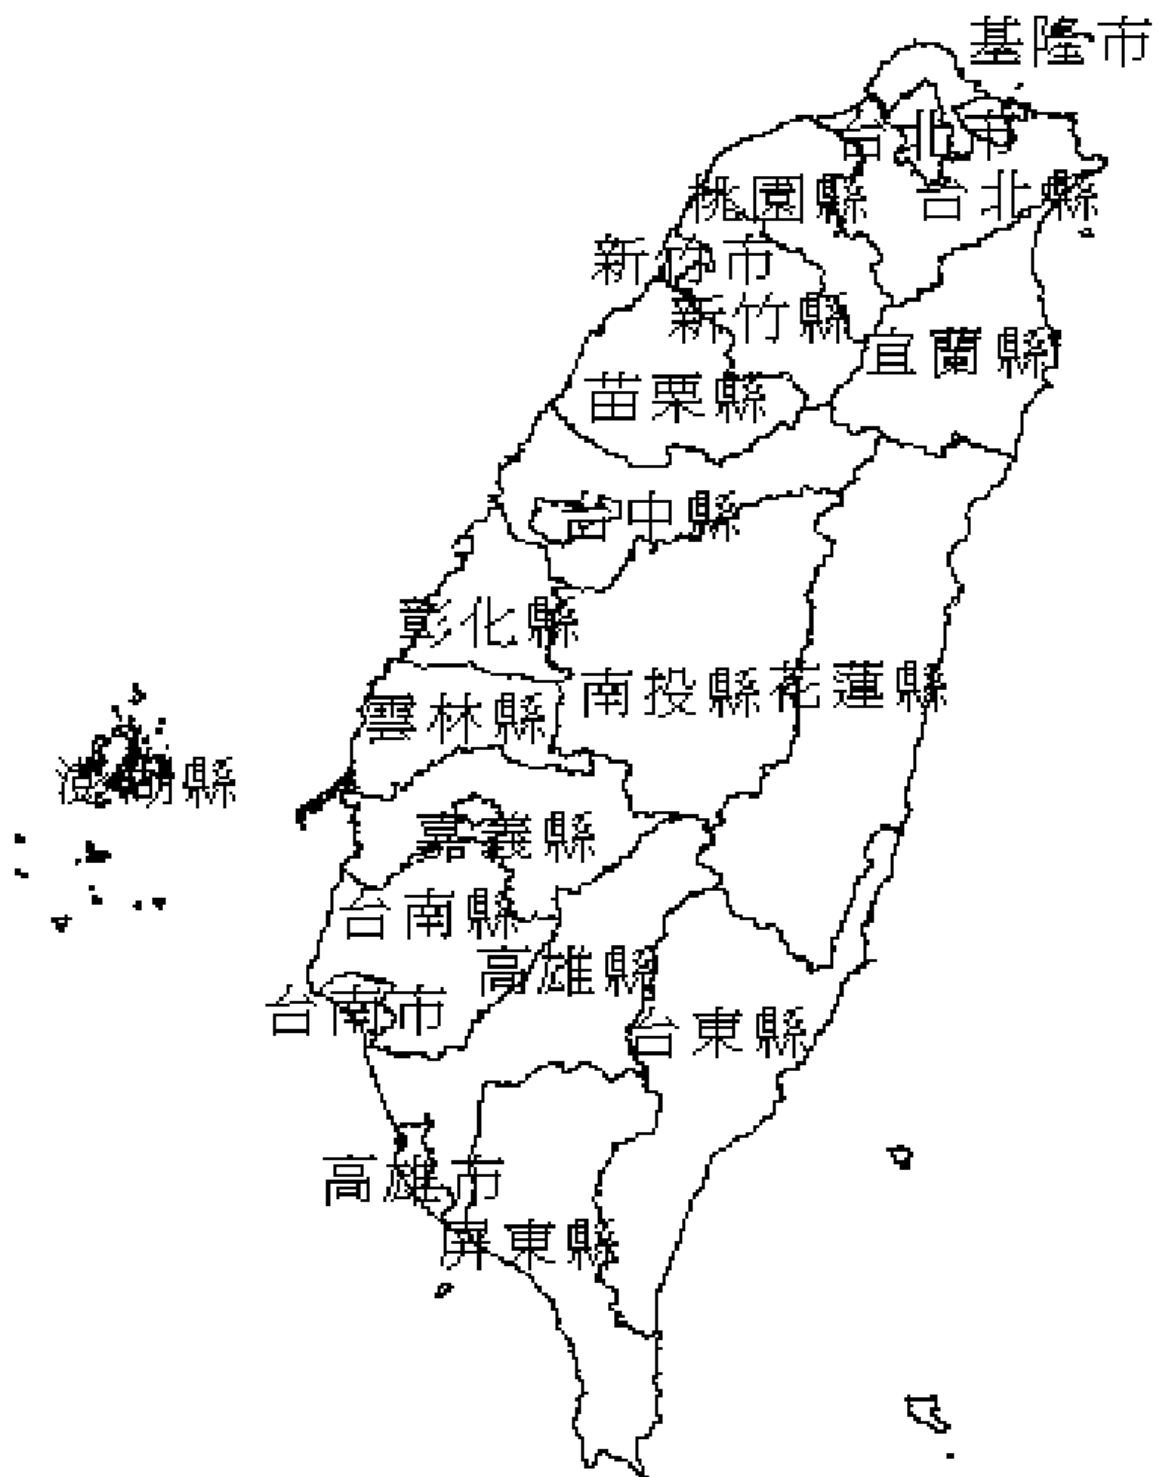 基隆市
台北市
桃園縣
台北縣
新竹市
新竹縣
宜蘭縣
苗栗縣
台中縣
彰化縣
南投縣
花蓮縣
雲林縣
澎湖縣
嘉義縣
台南縣
高雄縣
台南市
台東縣
高雄市
屏東縣